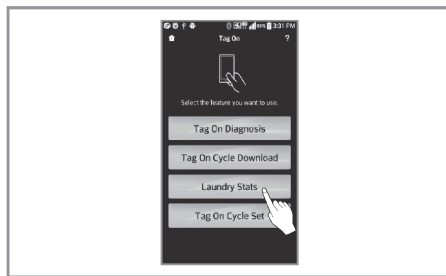 3:31 PM
Tag On
?
Select the feature you want to use.
Tag On Diagnosis
Tag On Cycle Download
Laundry Stats
Tag On Cycle Set